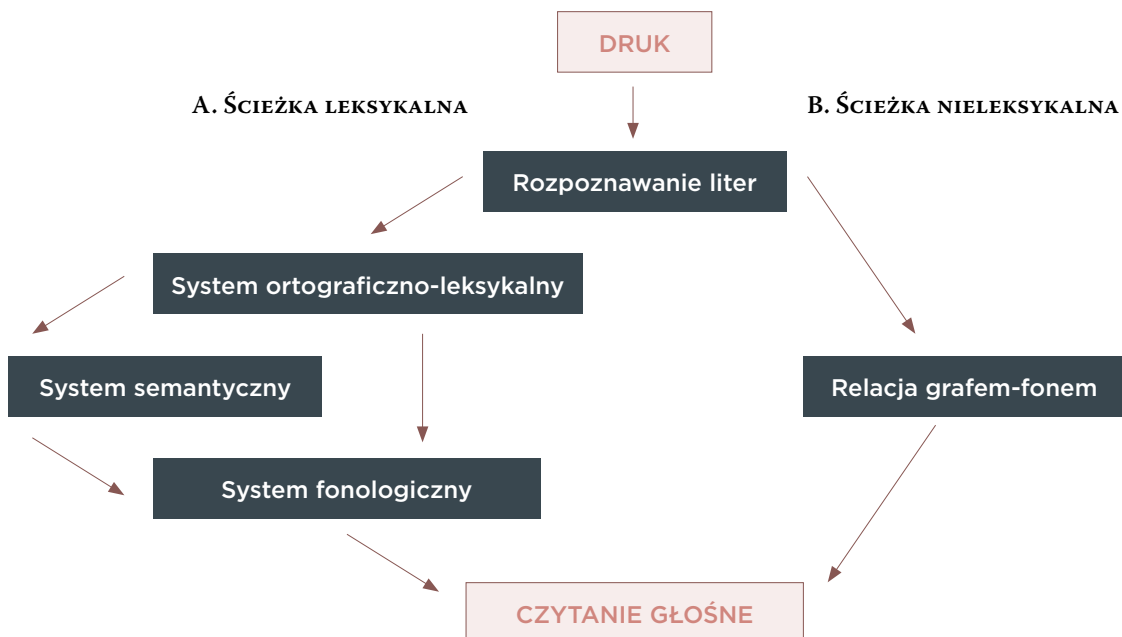 DRUK
A. Ścieżka leksykalna
B. Ścieżka nieleksykalna
Rozpoznawanie liter
System ortograficzno-leksykalny
System semantyczny
Relacja grafem-fonem
System fonologiczny
CZYTANIE GŁOŚNE